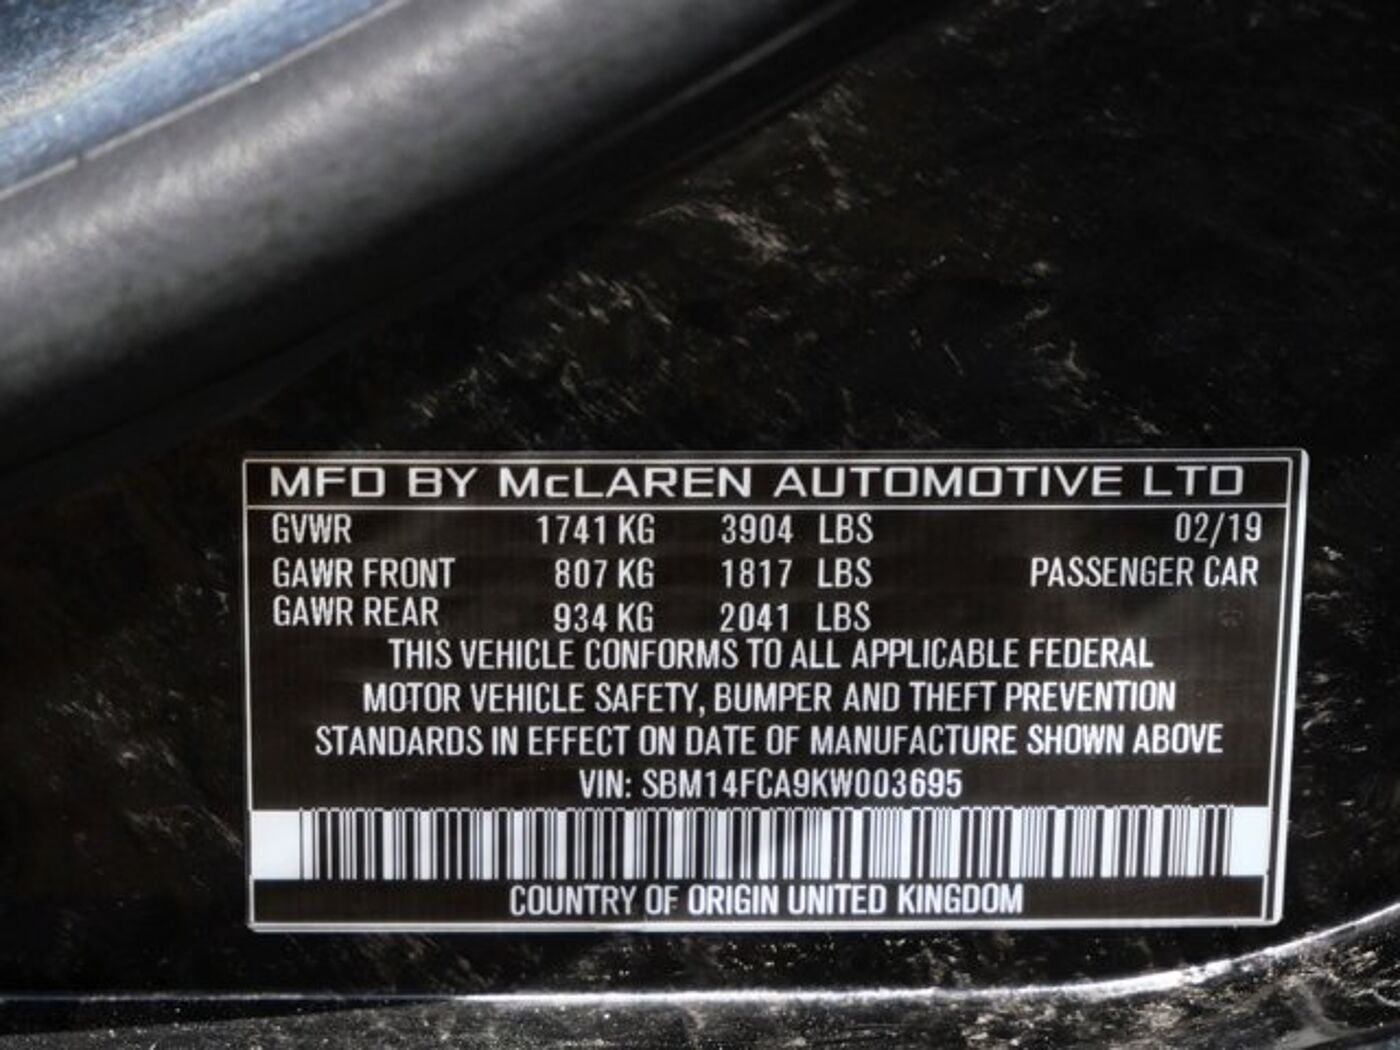 MFD BY McLAREN AUTOMOTIVE LTD
GVWR 1741 KG 3904 LBS 02/19
GAWR FRONT 807 KG 1817 LBS PASSENGER CAR
GAWR REAR 934 KG 2041 LBS
THIS VEHICLE CONFORMS TO ALL APPLICABLE FEDERAL
MOTOR VEHICLE SAFETY, BUMPER AND THEFT PREVENTION
STANDARDS IN EFFECT ON DATE OF MANUFACTURE SHOWN ABOVE
VIN: SBM14FCA9KW003695
COUNTRY OF ORIGIN UNITED KINGDOM